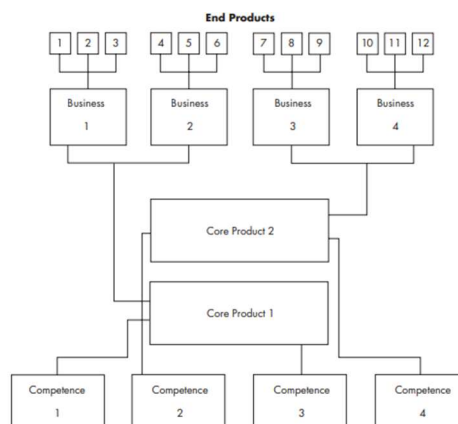 End Products
1 2 3 4 5 6 7 8 9 10 11 12
Business Business Business Business
1 2 3 4
Core Product 2
Core Product 1
Competence Competence Competence Competence
1 2 3 4